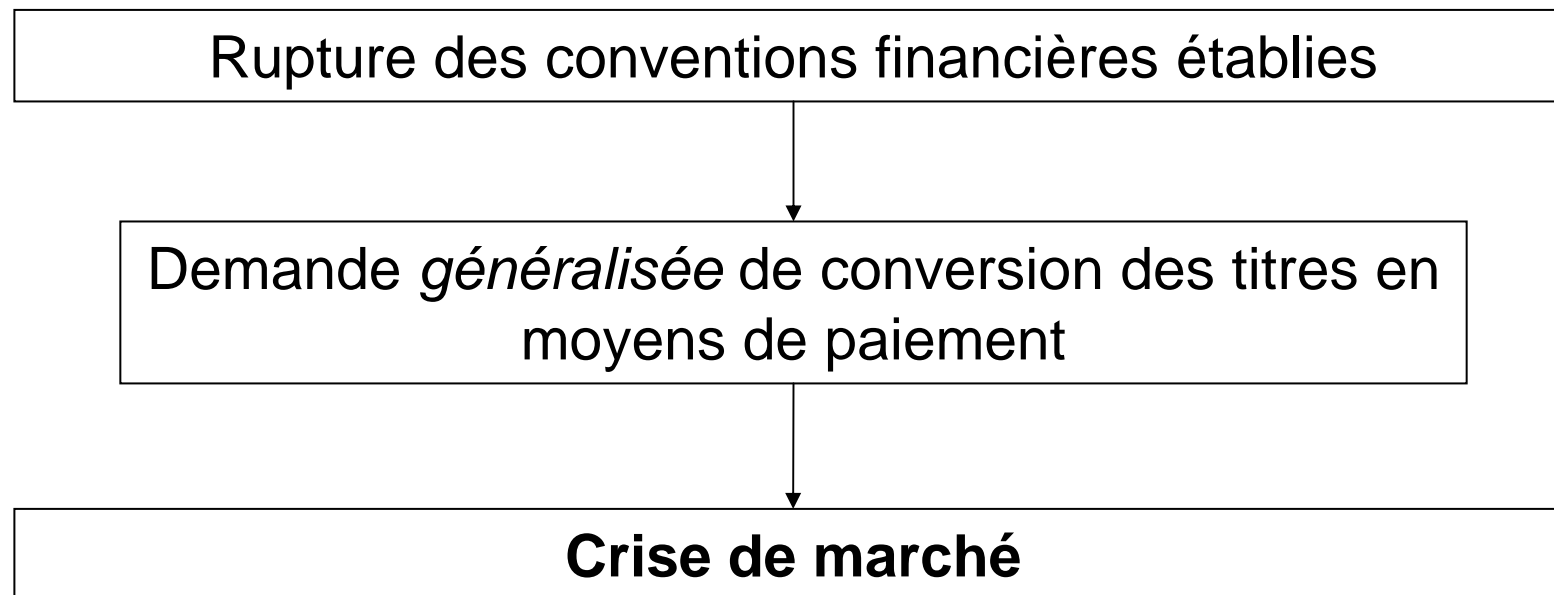 Rupture des conventions financières établies
Demande généralisée de conversion des titres en
moyens de paiement
Crise de marché